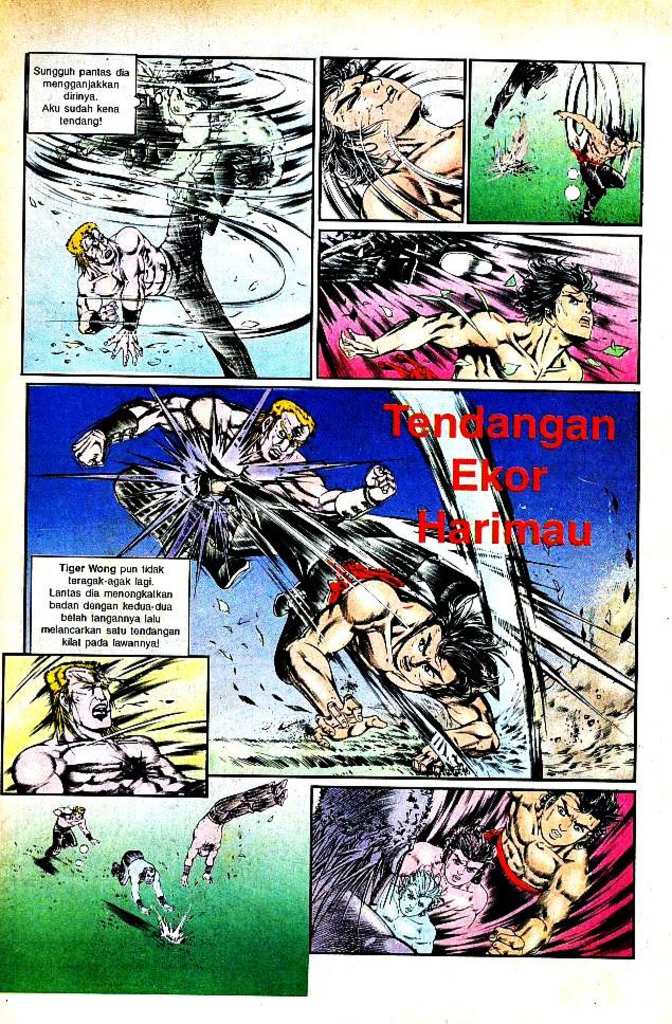 Sungguh pantas dia
mengganjakkan
dirinya.
Aku sudah kena
tendang!
Tendangan
Ekor
Harimau
Tiger Wong pun tidak
teragak-agak lagi.
Lantas dia menongkatkan
badan dengan kedua-dua
belah tangannya lalu
melancarkan satu tendangan
kilat pada lawannya!